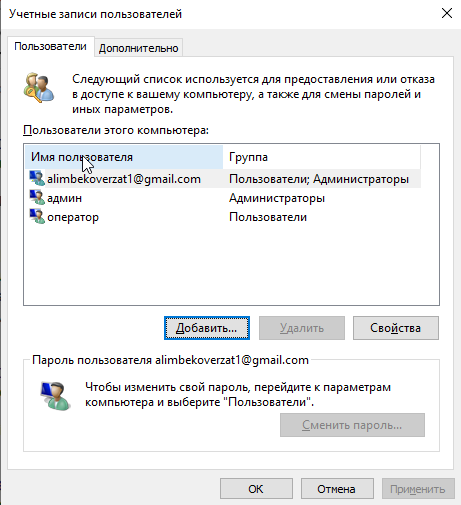 Учетные записи пользователей
Пользователи
Дополнительно
Следующий список используется для предоставления или отказа
в доступе к вашему компьютеру, а также для смены паролей и
иных параметров.
Пользователи этого компьютера:
Имя пользователя Группа
alimbekoverzat1@gmail.com Пользователи; Администраторы
админ Администраторы
оператор Пользователи
Добавить... Удалить Свойства
Пароль пользователя alimbekoverzat1@gmail.com
Чтобы изменить свой пароль, перейдите к параметрам
компьютера и выберите "Пользователи".
Сменить пароль...
ОК Отмена Применить